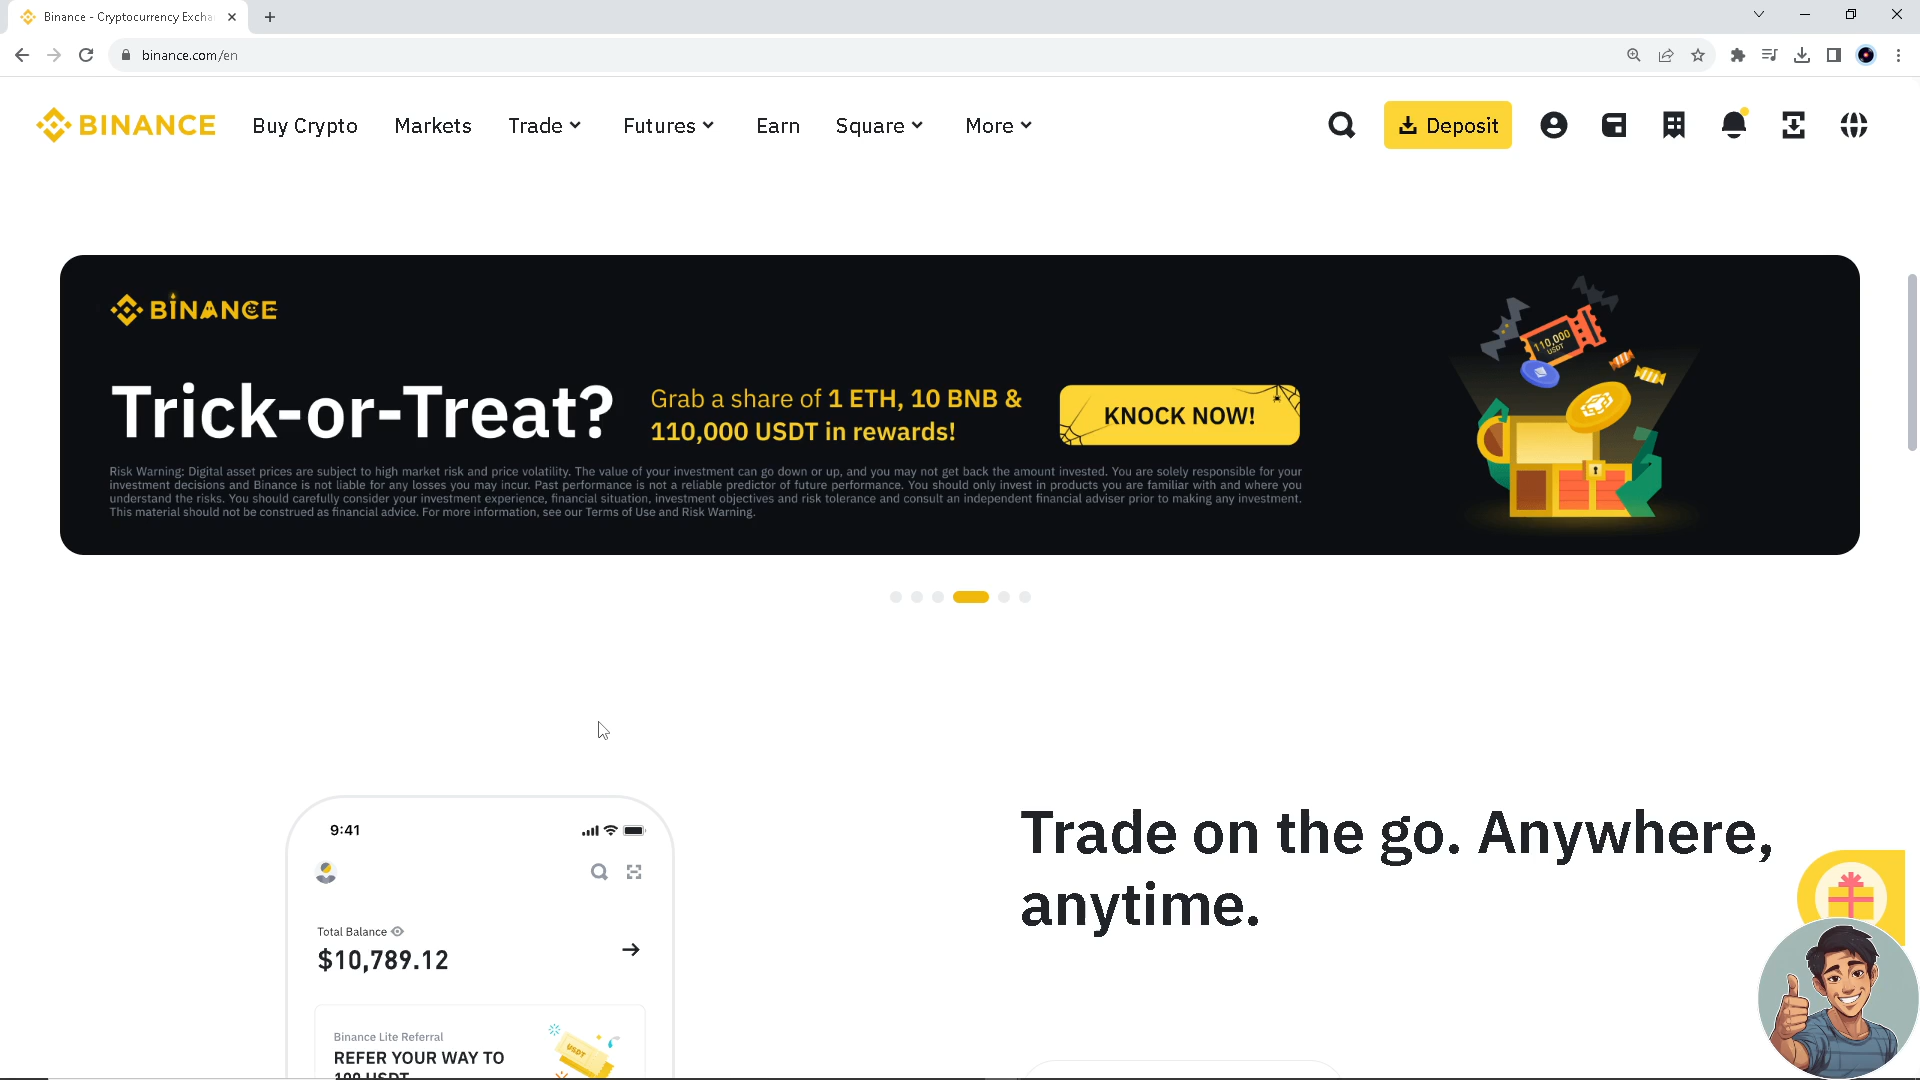 Binance - Cryptocurrency Excha
binance.com/en
BINANCE
Buy Crypto
Markets
Trade
Futures
Earn
Square
More
Deposit
BINANCE
Trick-or-Treat?
Grab a share of 1 ETH, 10 BNB &
110,000 USDT in rewards!
KNOCK NOW!
110,000
USDT
Risk Warning: Digital asset prices are subject to high market risk and price volatility. The value of your investment can go down or up, and you may not get back the amount invested. You are solely responsible for your
investment decisions and Binance is not liable for any losses you may incur. Past performance is not a reliable predictor of future performance. You should only invest in products you are familiar with and where you
understand the risks. You should carefully consider your investment experience, financial situation, investment objectives and risk tolerance and consult an independent financial adviser prior to making any investment.
This material should not be construed as financial advice. For more information, see our Terms of Use and Risk Warning.
9:41
Total Balance
$10,789.12
Binance Lite Referral
REFER YOUR WAY TO
100 USDT
USDT
Trade on the go. Anywhere,
anytime.